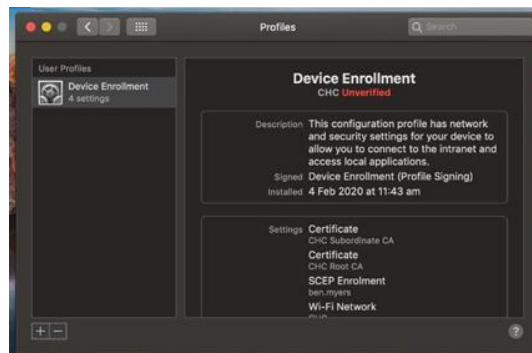 Profiles
Search
User Profiles
Device Enrollment
4 settings
Device Enrollment
CHC Unverified
Description This configuration profile has network
and security settings for your device to
allow you to connect to the intranet and
access local applications.
Signed Device Enrollment (Profile Signing)
Installed 4 Feb 2020 at 11:43 am
Settings Certificate
CHC Subordinate CA
Certificate
CHC Root CA
SCEP Enrolment
ben.myers
Wi-Fi Network
CHC
+ −
?